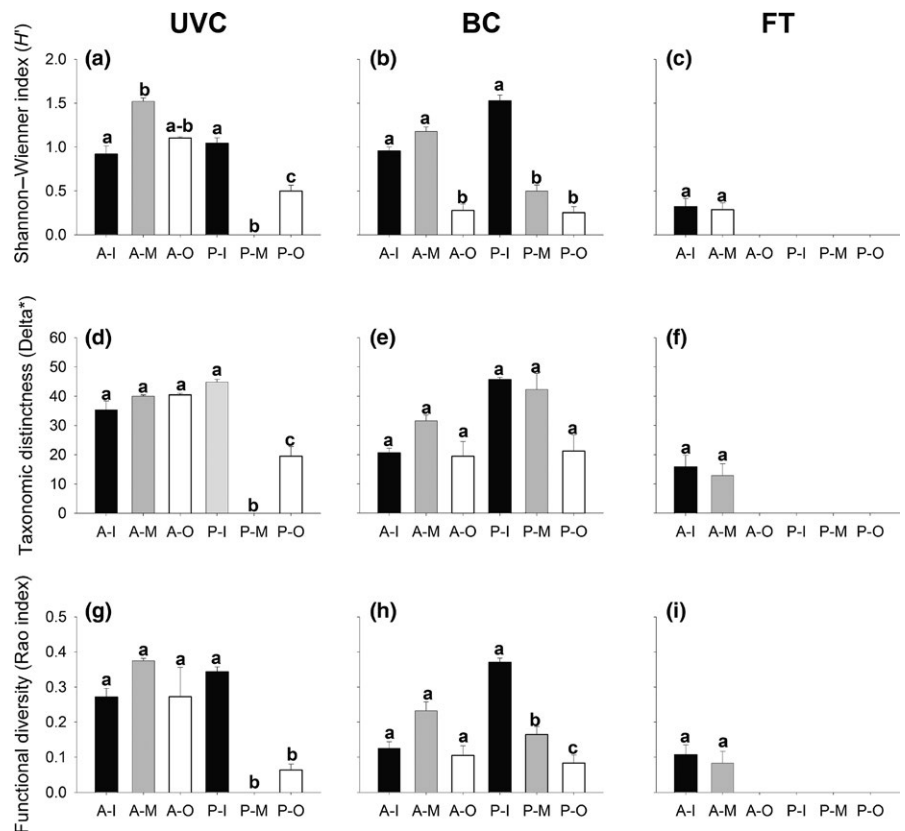 UVC BC FT
Shannon–Wienner index (H')
(a) (b) (c)
2.0
1.5
1.0
0.5
0.0
a b a-b a b c
a a b a b b
a a
A-I A-M A-O P-I P-M P-O
A-I A-M A-O P-I P-M P-O
A-I A-M A-O P-I P-M P-O
Taxonomic distinctness (Delta*)
(d) (e) (f)
60
50
40
30
20
10
0
a a a a b c
a a a a a a
a a
A-I A-M A-O P-I P-M P-O
A-I A-M A-O P-I P-M P-O
A-I A-M A-O P-I P-M P-O
Functional diversity (Rao index)
(g) (h) (i)
0.5
0.4
0.3
0.2
0.1
0.0
a a a a b b
a a a a b c
a a
A-I A-M A-O P-I P-M P-O
A-I A-M A-O P-I P-M P-O
A-I A-M A-O P-I P-M P-O